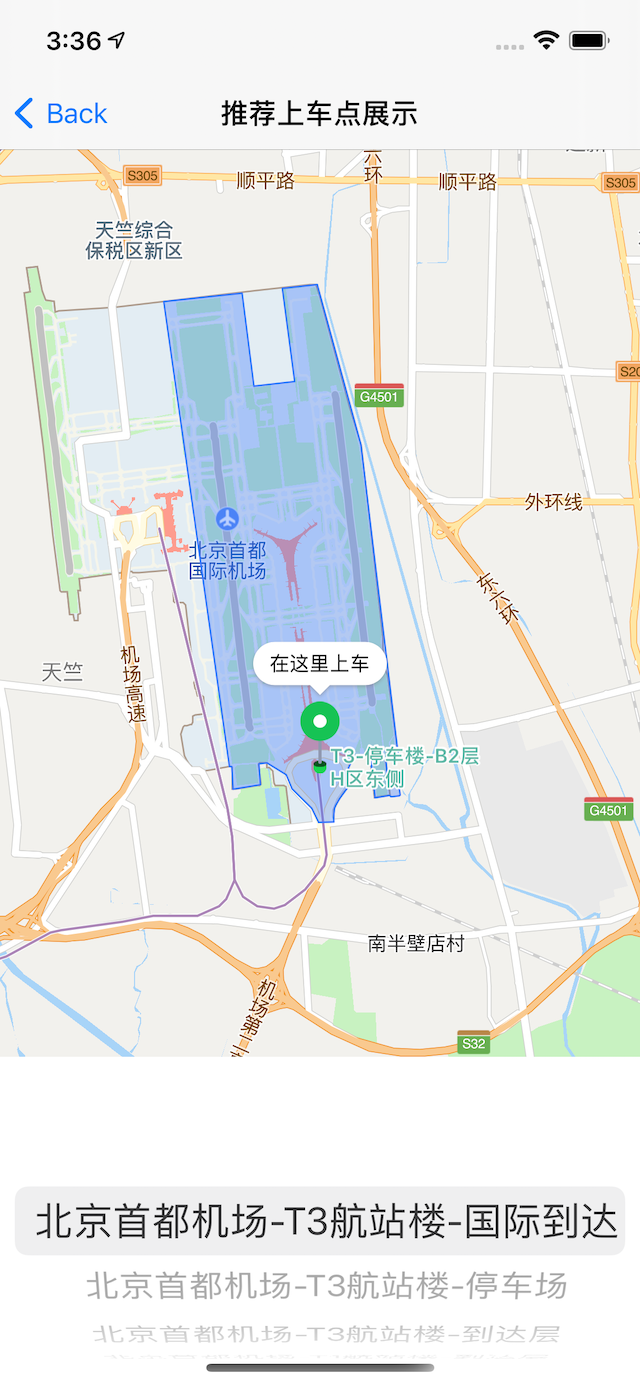 3:36
Back
推荐上车点展示
S305
顺平路
六环
顺平路
S305
天竺综合
保税区新区
G4501
外环线
北京首都
国际机场
东六环
机场高速
天竺
在这里上车
T3-停车楼-B2层
H区东侧
G4501
南半壁店村
机场第二
S32
北京首都机场-T3航站楼-国际到达
北京首都机场-T3航站楼-停车场
北京首都机场-T3航站楼-到达层